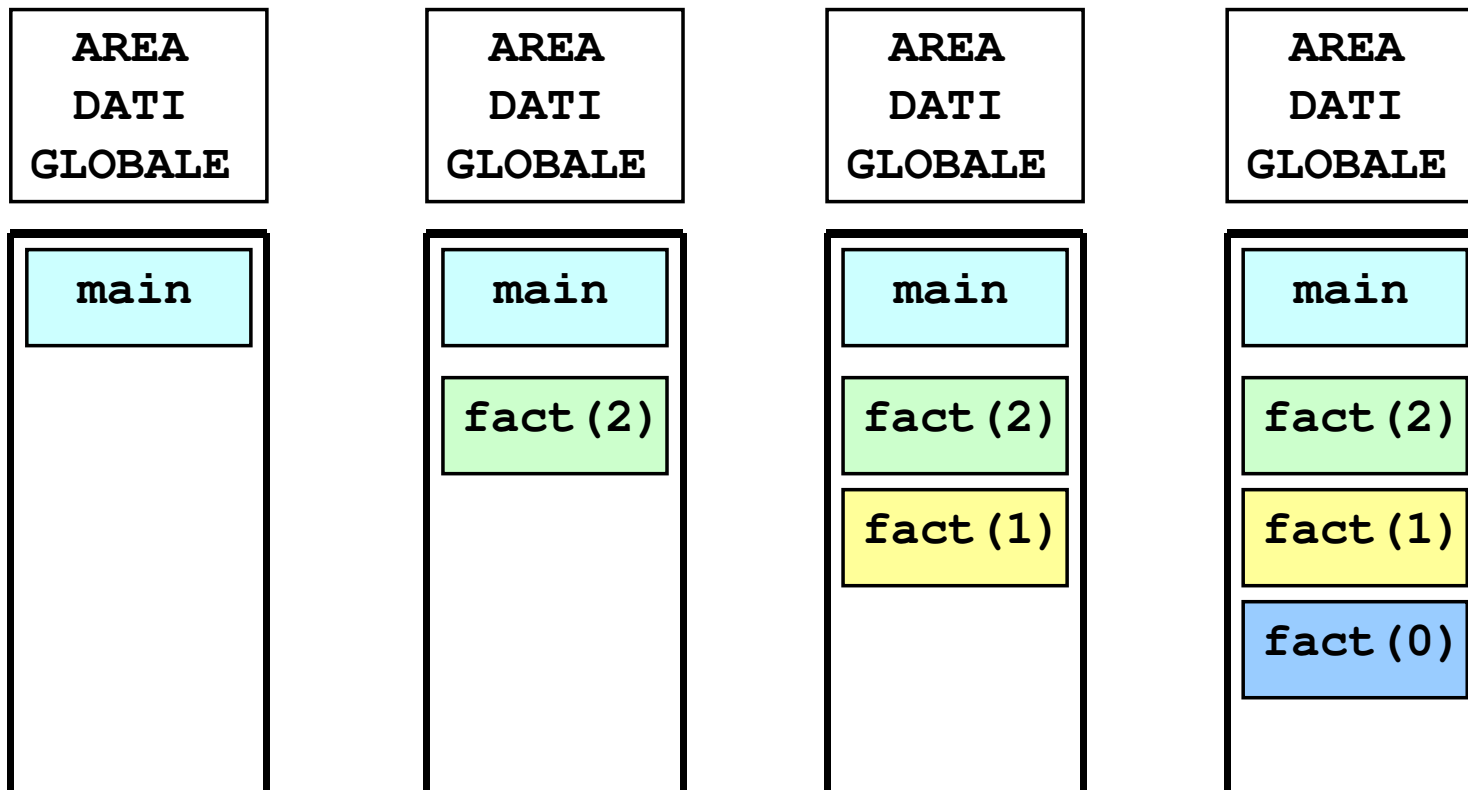 AREA
DATI
GLOBALE
main
AREA
DATI
GLOBALE
main
fact(2)
AREA
DATI
GLOBALE
main
fact(2)
fact(1)
AREA
DATI
GLOBALE
main
fact(2)
fact(1)
fact(0)